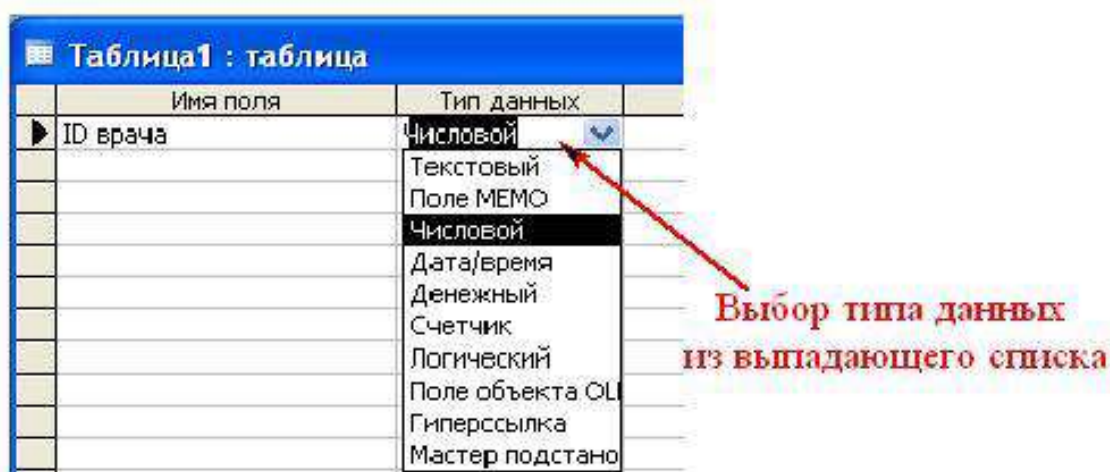 Таблица1 : таблица
Имя поля Тип данных
ID врача Числовой
Текстовый
Поле МЕМО
Числовой
Дата/время
Денежный
Счетчик
Логический
Поле объекта OL
Гиперссылка
Мастер подстано
Выбор типа данных
из выпадающего списка